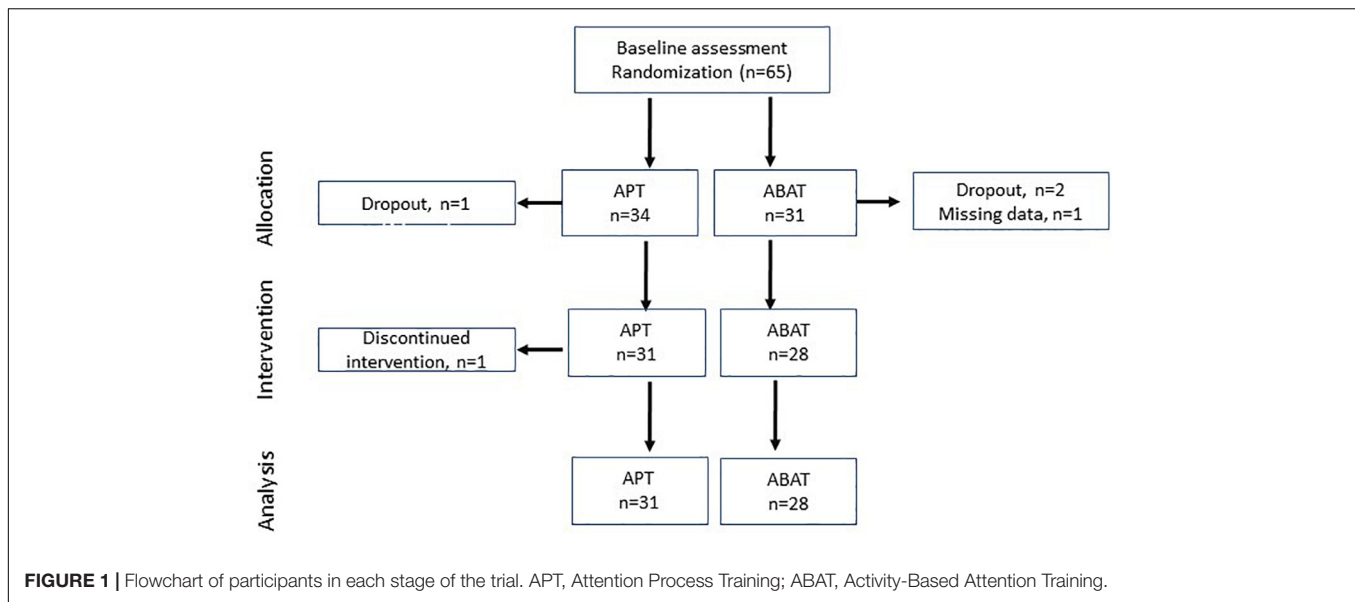 Baseline assessment
Randomization (n=65)
Allocation
Dropout, n=1
APT
n=34
ABAT
n=31
Dropout, n=2
Missing data, n=1
Intervention
Discontinued
intervention, n=1
APT
n=31
ABAT
n=28
Analysis
APT
n=31
ABAT
n=28
FIGURE 1 | Flowchart of participants in each stage of the trial. APT, Attention Process Training; ABAT, Activity-Based Attention Training.